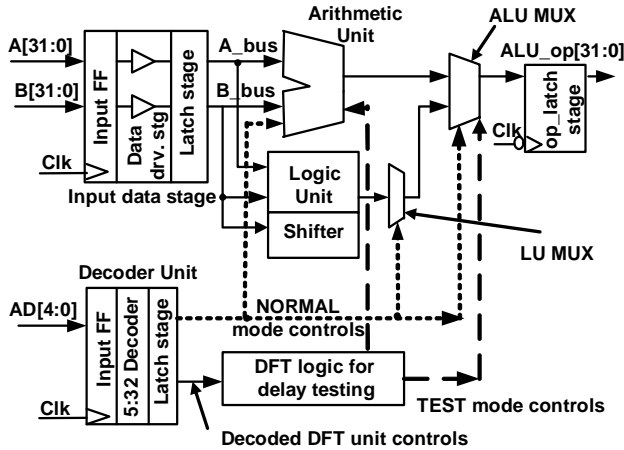 Arithmetic
Unit
ALU MUX
A[31:0]
B[31:0]
Clk
Input FF
Data
drv. stg
Latch stage
A_bus
B_bus
ALU_op[31:0]
Clk
op_latch
stage
Input data stage
Logic
Unit
Shifter
LU MUX
Decoder Unit
AD[4:0]
Clk
Input FF
5:32 Decoder
Latch stage
NORMAL
mode controls
DFT logic for
delay testing
TEST mode controls
Decoded DFT unit controls